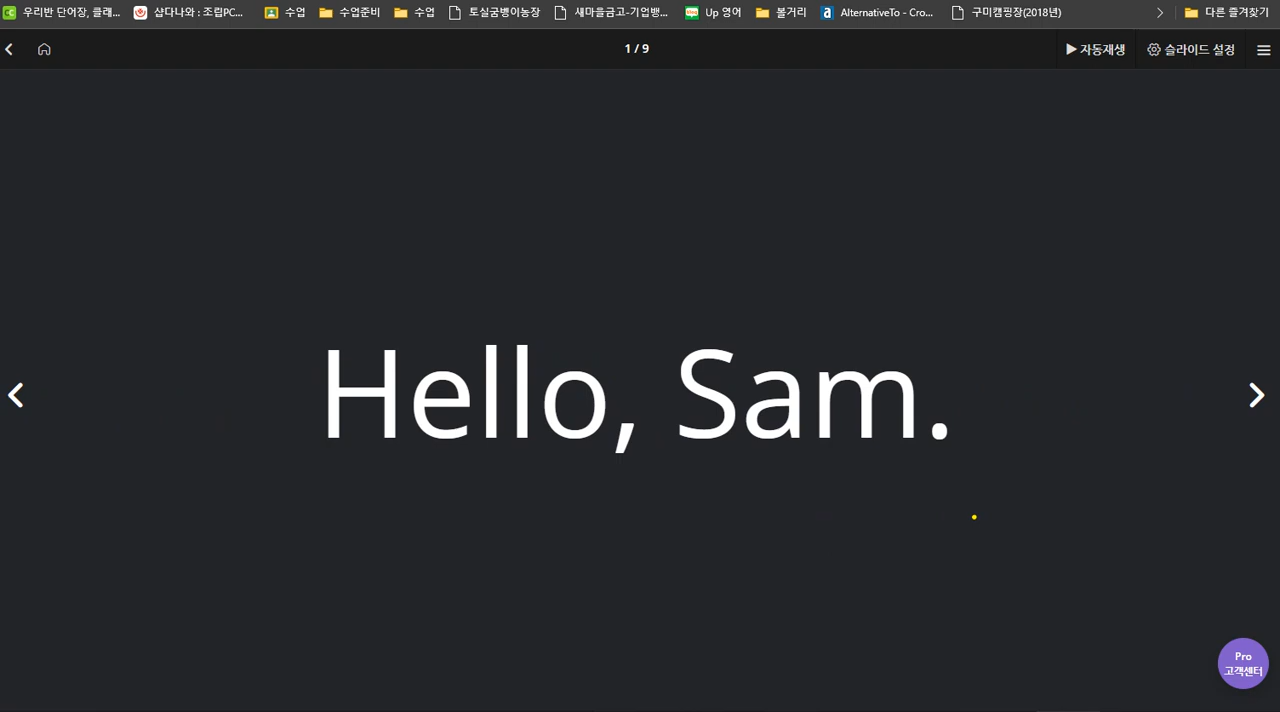 우리반 단어장, 클래... 샵다나와 : 조립PC... 수업 수업준비 수업 토실굼벵이농장 새마을금고-기업뱅... Up 영어 볼거리 AlternativeTo - Cro... 구미캠핑장(2018년) 다른 즐겨찾기
1 / 9 ▶ 자동재생 슬라이드 설정
Hello, Sam.
Pro
고객센터